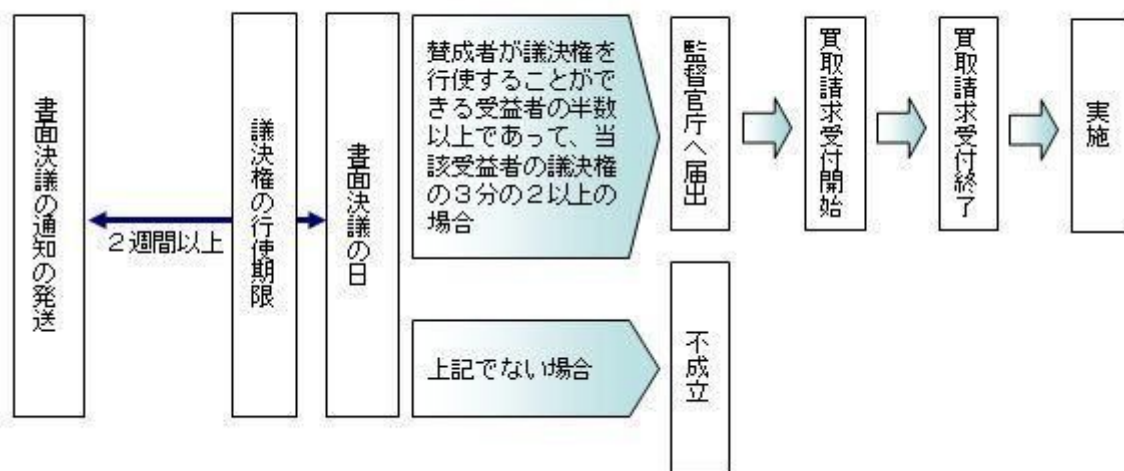 書面決議の通知の発送
２週間以上
議決権の行使期限
書面決議の日
賛成者が議決権を
行使することがで
きる受益者の半数
以上であって、当
該受益者の議決権
の３分の２以上の
場合
監督官庁へ届出
買取請求受付開始
買取請求受付終了
実施
上記でない場合
不成立